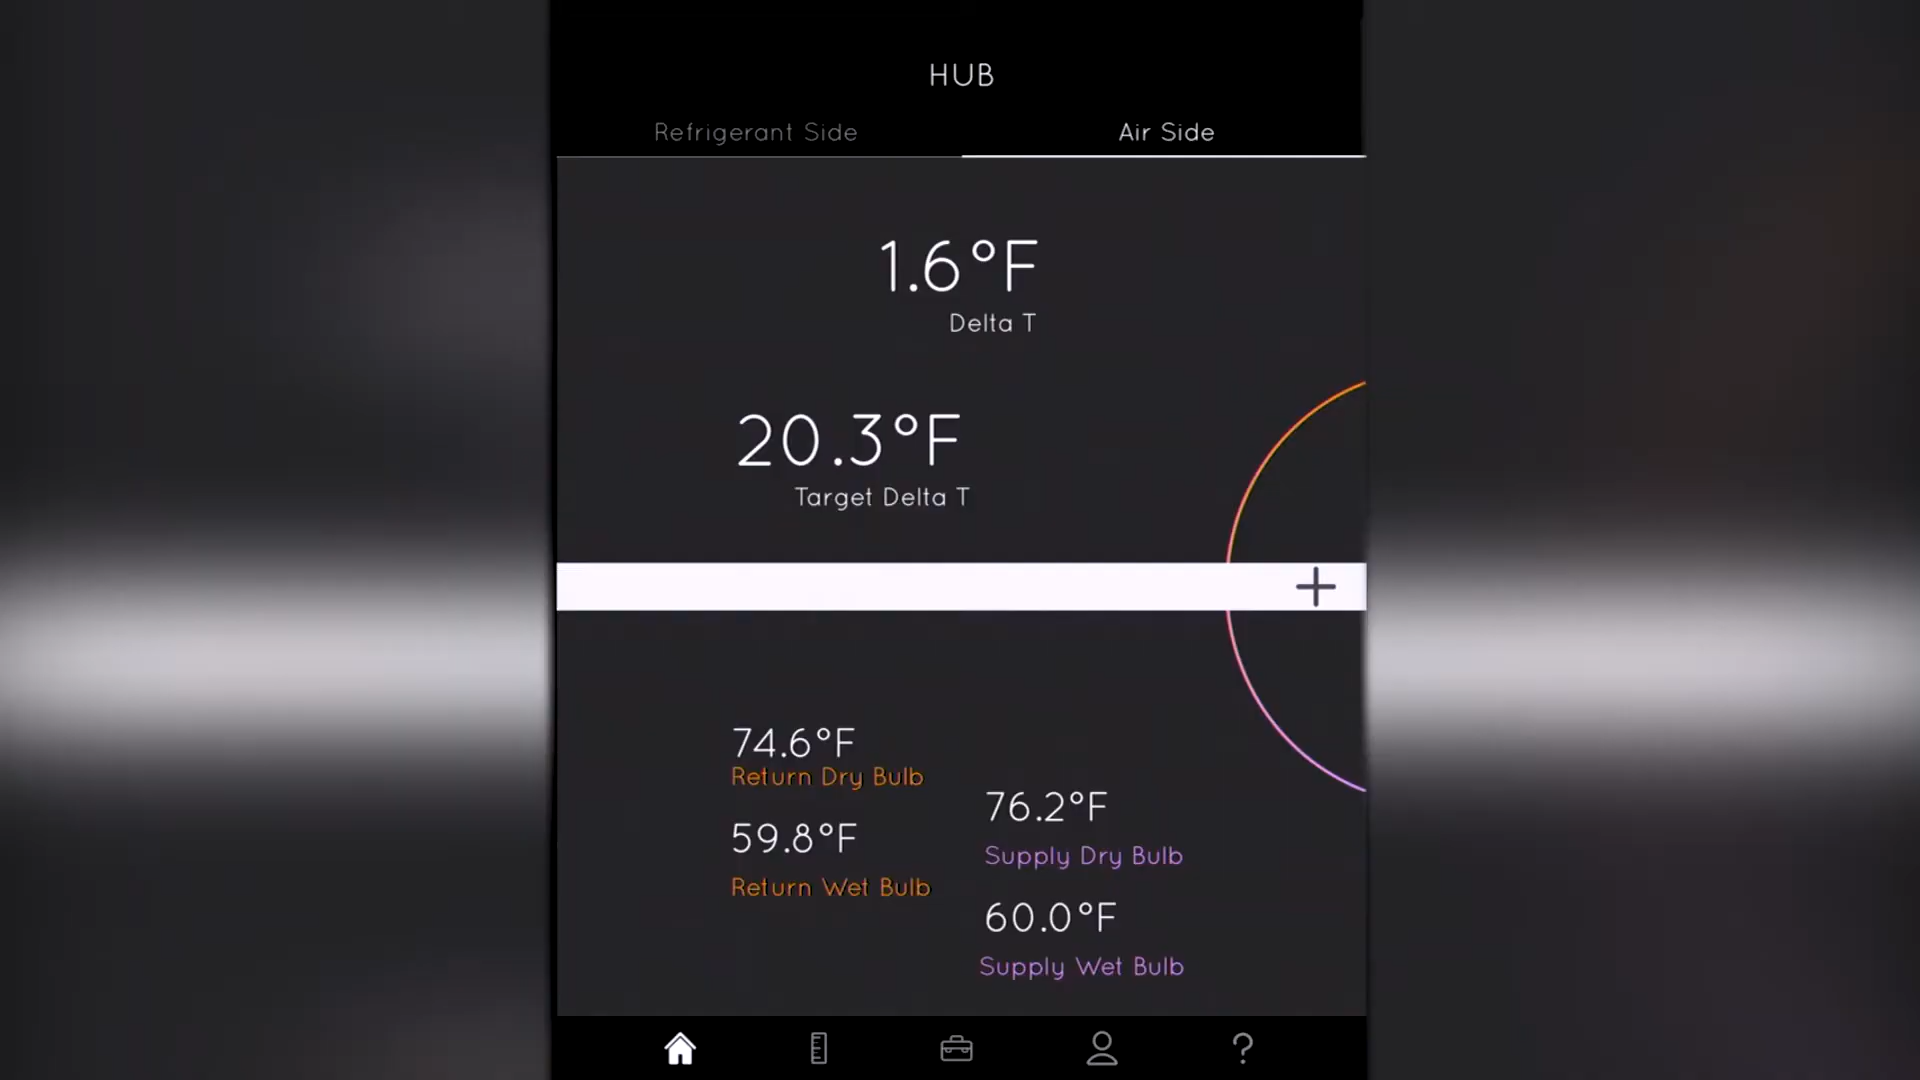 HUB
Refrigerant Side
Air Side
1.6°F
Delta T
20.3°F
Target Delta T
74.6°F
Return Dry Bulb
59.8°F
Return Wet Bulb
76.2°F
Supply Dry Bulb
60.0°F
Supply Wet Bulb